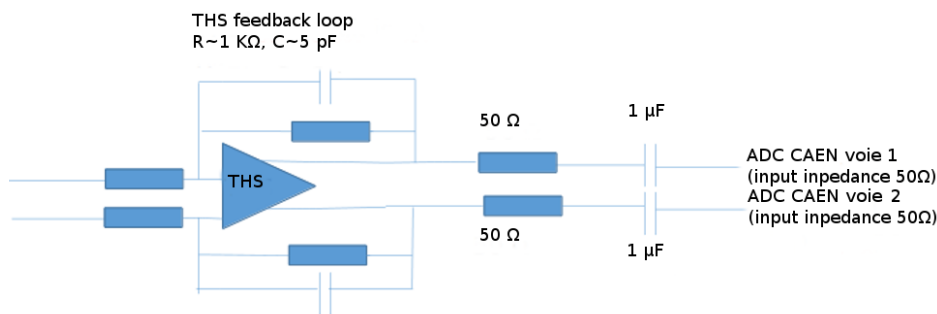 THS feedback loop
R~1 KΩ, C~5 pF
50 Ω
1 µF
ADC CAEN voie 1
(input inpedance 50Ω)
THS
ADC CAEN voie 2
(input inpedance 50Ω)
50 Ω
1 µF